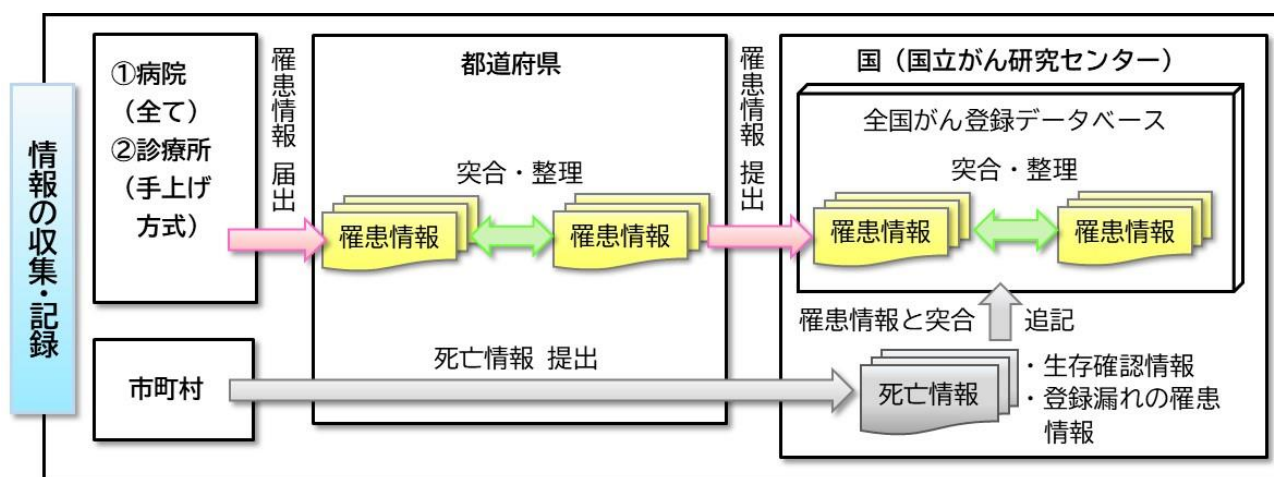 情報の収集・記録
①病院
（全て）
②診療所
（手上げ
方式）
罹患情報 届出
都道府県
突合・整理
罹患情報
罹患情報
罹患情報 提出
国（国立がん研究センター）
全国がん登録データベース
突合・整理
罹患情報
罹患情報
罹患情報と突合
追記
市町村
死亡情報 提出
死亡情報
・生存確認情報
・登録漏れの罹患
情報